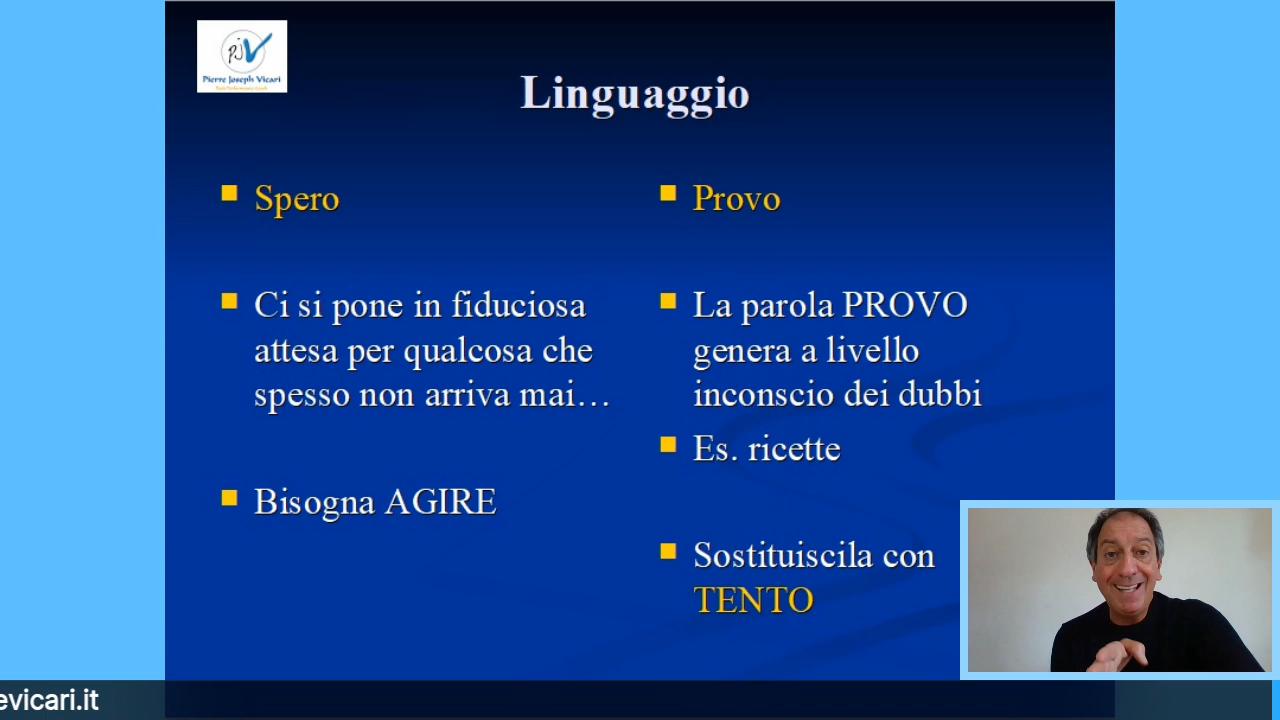 PJV
Pierre Joseph Vicari
Linguaggio
Spero
Ci si pone in fiduciosa
attesa per qualcosa che
spesso non arriva mai…
Bisogna AGIRE
Provo
La parola PROVO
genera a livello
inconscio dei dubbi
Es. ricette
Sostituiscila con
TENTO
evicari.it